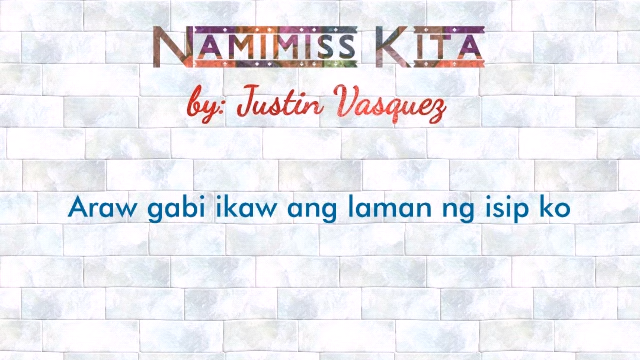 Namimiss Kita
by: Justin Vasquez
Araw gabi ikaw ang laman ng isip ko